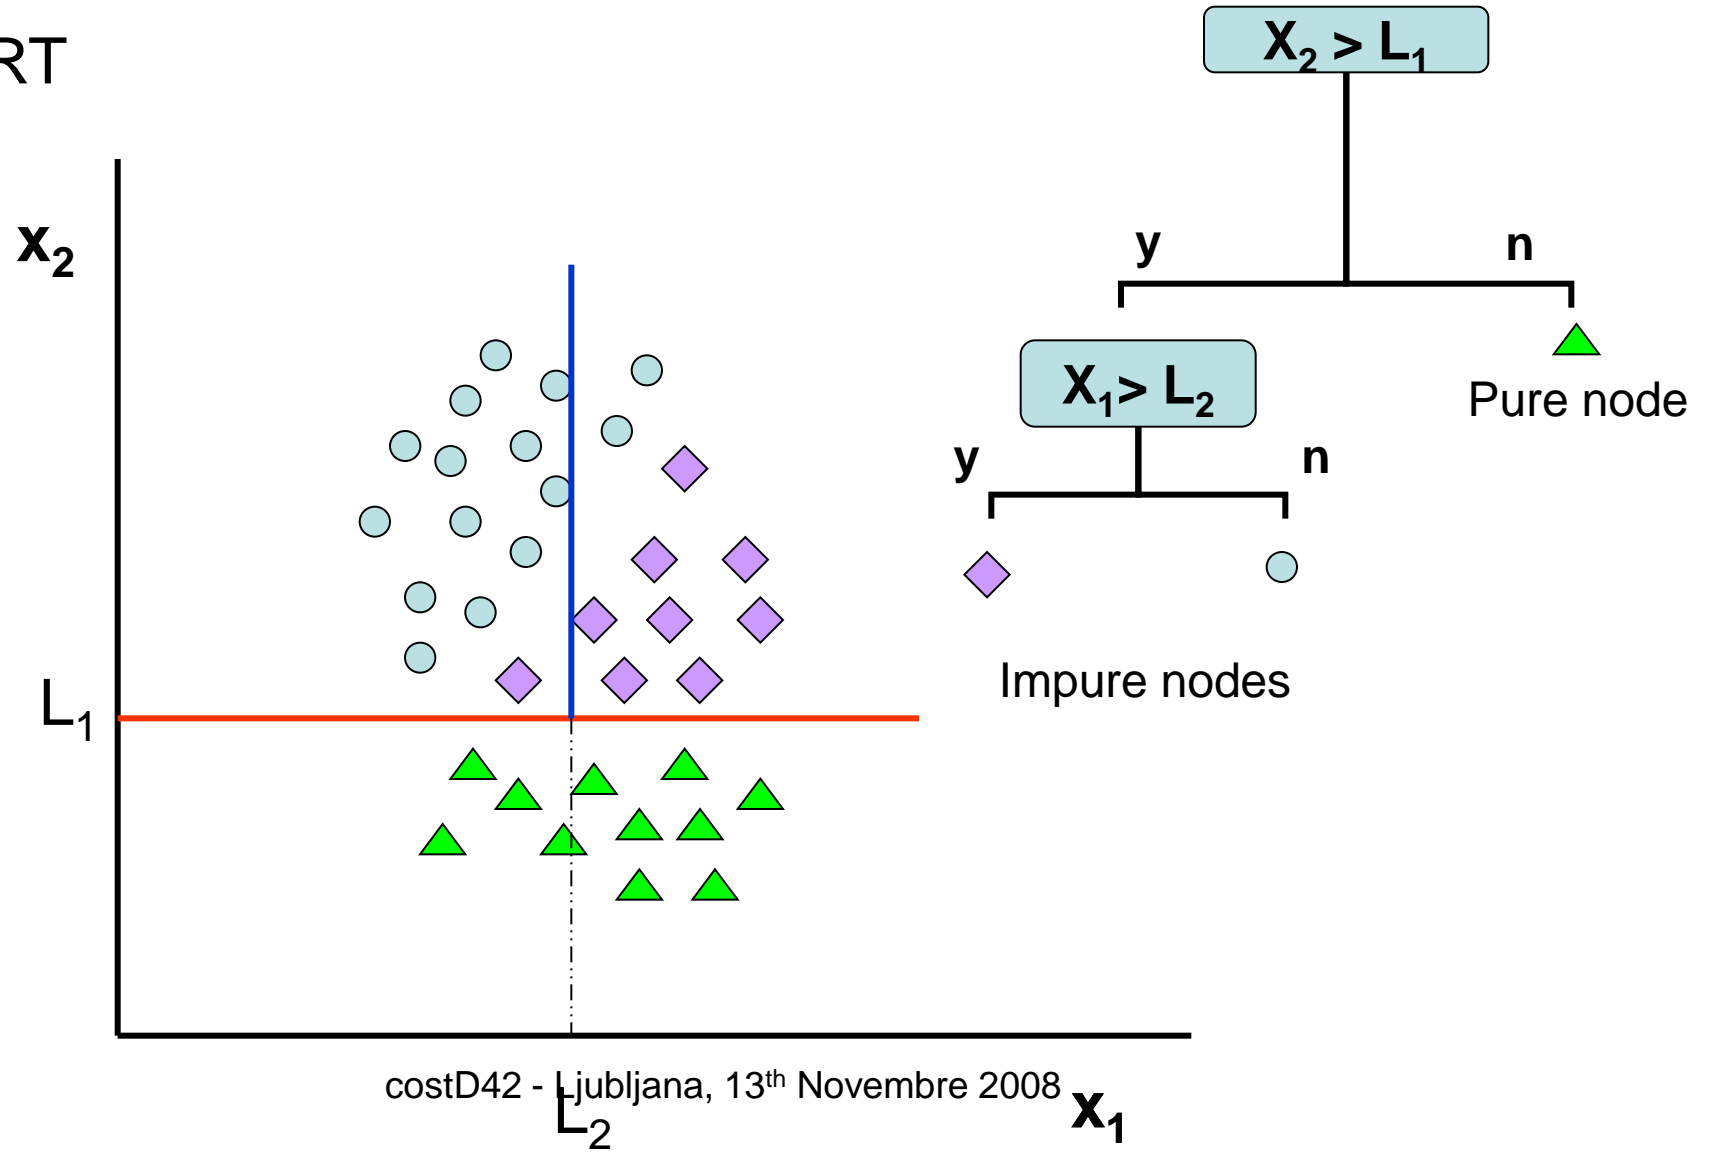 RT
X₂ > L₁
x₂
y
n
X₁> L₂
Pure node
y
n
Impure nodes
L₁
costD42 - Ljubljana, 13th Novembre 2008
L₂
x₁